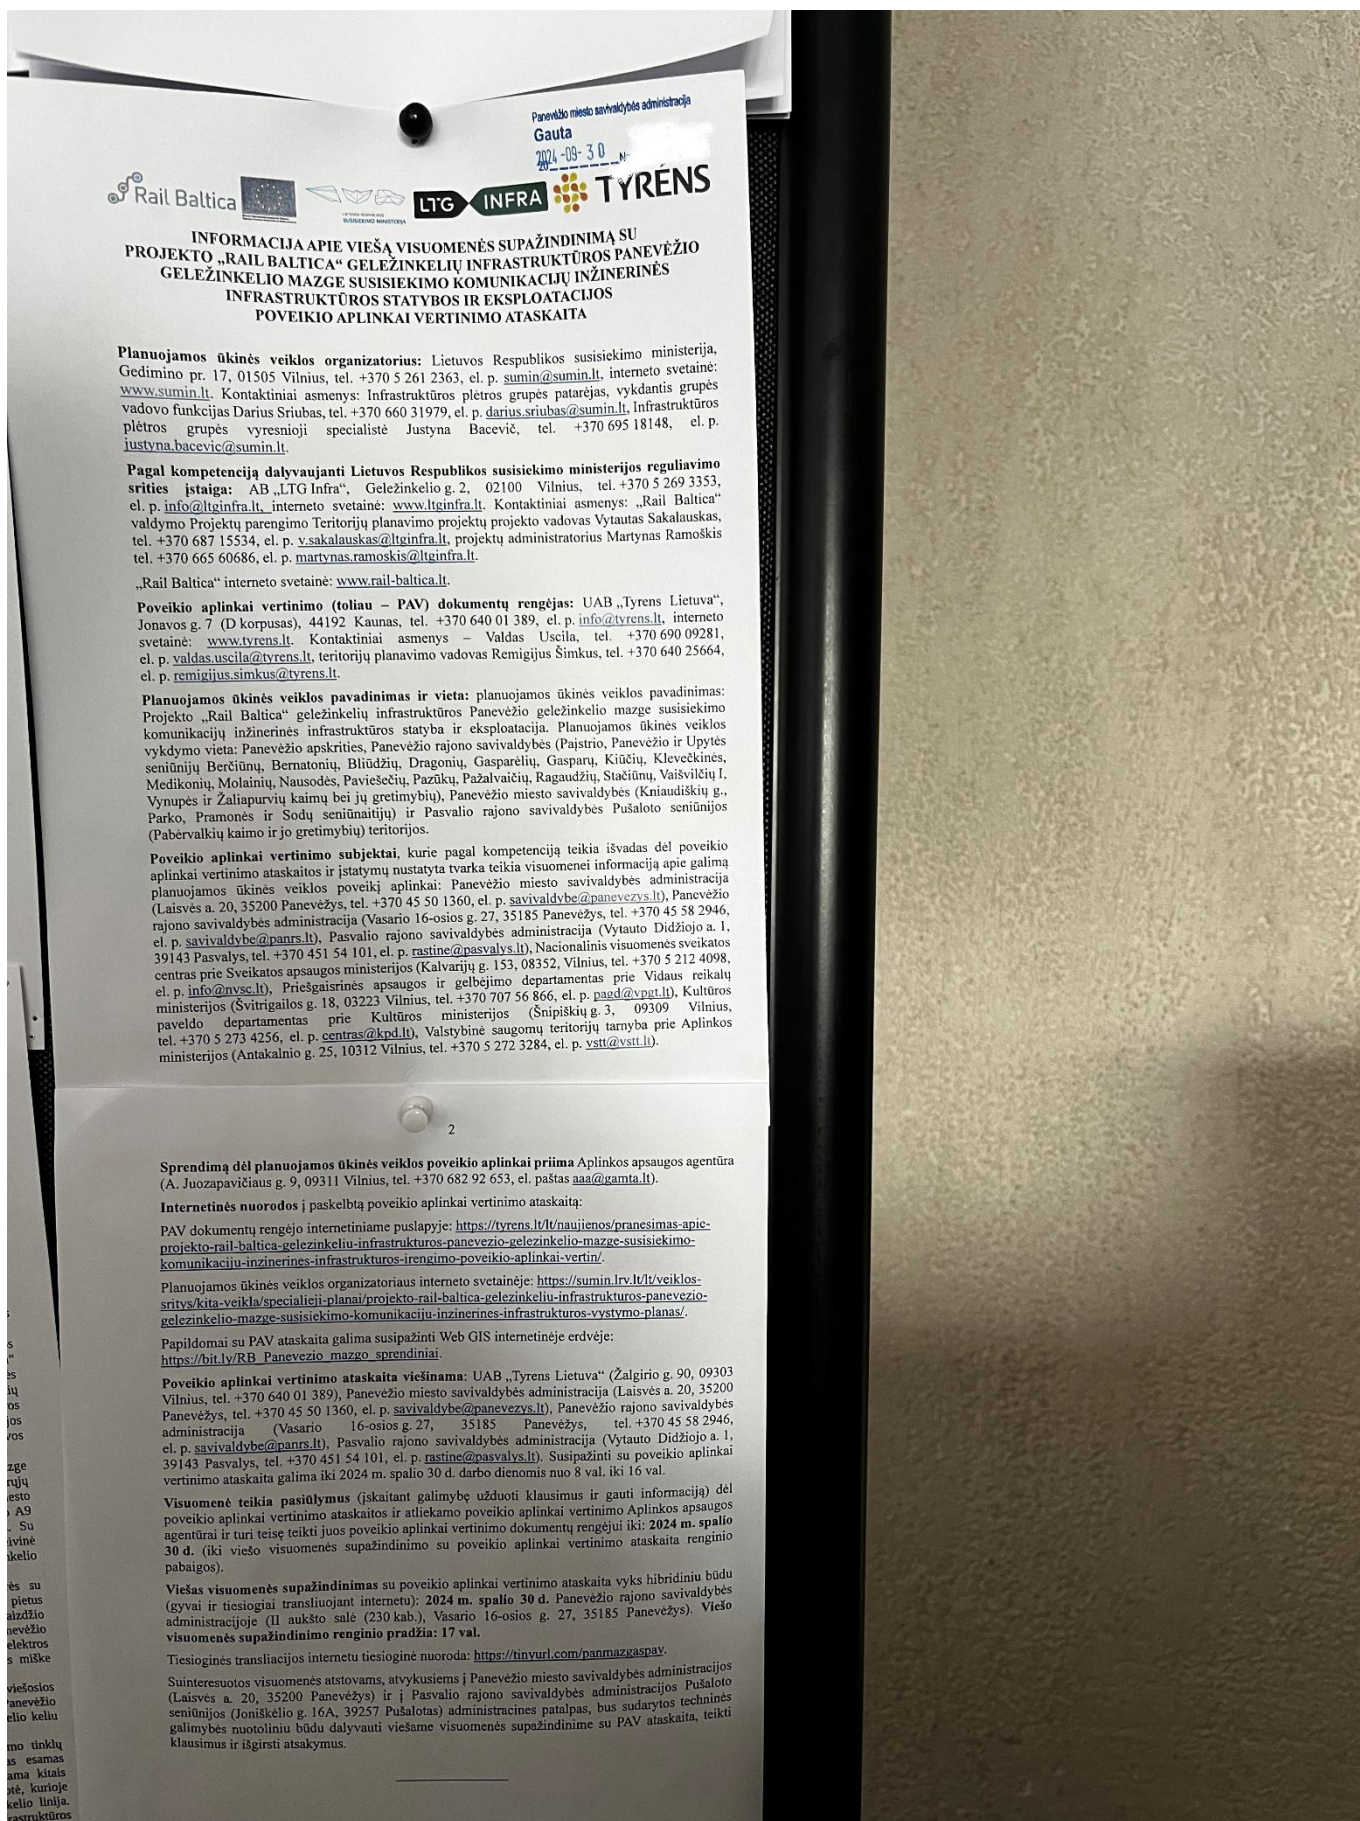 Panevėžio miesto savivaldybės administracija
Gauta
2024 -09- 30 N
Rail Baltica
SUSISIEKIMO MINISTERIJA
LTG INFRA
TYRÉNS
INFORMACIJA APIE VIEŠĄ VISUOMENĖS SUPAŽINDINIMĄ SU
PROJEKTO „RAIL BALTICA“ GELEŽINKELIŲ INFRASTRUKTŪROS PANEVĖŽIO
GELEŽINKELIO MAZGE SUSISIEKIMO KOMUNIKACIJŲ INŽINERINĖS
INFRASTRUKTŪROS STATYBOS IR EKSPLOATACIJOS
POVEIKIO APLINKAI VERTINIMO ATASKAITA
Planuojamos ūkinės veiklos organizatorius: Lietuvos Respublikos susisiekimo ministerija,
Gedimino pr. 17, 01505 Vilnius, tel. +370 5 261 2363, el. p. sumin@sumin.lt, interneto svetainė:
www.sumin.lt. Kontaktiniai asmenys: Infrastruktūros plėtros grupės patarėjas, vykdantis grupės
vadovo funkcijas Darius Sriubas, tel. +370 660 31979, el. p. darius.sriubas@sumin.lt, Infrastruktūros
plėtros grupės vyresnioji specialistė Justyna Bacevič, tel. +370 695 18148, el. p.
justyna.bacevic@sumin.lt.
Pagal kompetenciją dalyvaujanti Lietuvos Respublikos susisiekimo ministerijos reguliavimo
srities įstaiga: AB „LTG Infra“, Geležinkelio g. 2, 02100 Vilnius, tel. +370 5 269 3353,
el. p. info@ltginfra.lt, interneto svetainė: www.ltginfra.lt. Kontaktiniai asmenys: „Rail Baltica“
valdymo Projektų parengimo Teritorijų planavimo projektų projekto vadovas Vytautas Sakalauskas,
tel. +370 687 15534, el. p. v.sakalauskas@ltginfra.lt, projektų administratorius Martynas Ramoškis
tel. +370 665 60686, el. p. martynas.ramoskis@ltginfra.lt.
„Rail Baltica“ interneto svetainė: www.rail-baltica.lt.
Poveikio aplinkai vertinimo (toliau – PAV) dokumentų rengėjas: UAB „Tyrens Lietuva“,
Jonavos g. 7 (D korpusas), 44192 Kaunas, tel. +370 640 01 389, el. p. info@tyrens.lt, interneto
svetainė: www.tyrens.lt. Kontaktiniai asmenys – Valdas Uscila, tel. +370 690 09281,
el. p. valdas.uscila@tyrens.lt, teritorijų planavimo vadovas Remigijus Šimkus, tel. +370 640 25664,
el. p. remigijus.simkus@tyrens.lt.
Planuojamos ūkinės veiklos pavadinimas ir vieta: planuojamos ūkinės veiklos pavadinimas:
Projekto „Rail Baltica“ geležinkelių infrastruktūros Panevėžio geležinkelio mazge susisiekimo
komunikacijų inžinerinės infrastruktūros statyba ir eksploatacija. Planuojamos ūkinės veiklos
vykdymo vieta: Panevėžio apskrities, Panevėžio rajono savivaldybės (Paįstrio, Panevėžio ir Upytės
seniūnijų Berčiūnų, Bernatonių, Bliūdžių, Dragonių, Gasparėlių, Gasparų, Kiūčių, Klevečkinės,
Medikonių, Molainių, Nausodės, Paviešečių, Pazūkų, Pažalvaičių, Ragaudžių, Stačiūnų, Vaišvilčių I,
Vynupės ir Žaliapurvių kaimų bei jų gretimybių), Panevėžio miesto savivaldybės (Kniaudiškių g.,
Parko, Pramonės ir Sodų seniūnaitijų) ir Pasvalio rajono savivaldybės Pušaloto seniūnijos
(Pabėrvalkių kaimo ir jo gretimybių) teritorijos.
Poveikio aplinkai vertinimo subjektai, kurie pagal kompetenciją teikia išvadas dėl poveikio
aplinkai vertinimo ataskaitos ir įstatymų nustatyta tvarka teikia visuomenei informaciją apie galimą
planuojamos ūkinės veiklos poveikį aplinkai: Panevėžio miesto savivaldybės administracija
(Laisvės a. 20, 35200 Panevėžys, tel. +370 45 50 1360, el. p. savivaldybe@panevezys.lt), Panevėžio
rajono savivaldybės administracija (Vasario 16-osios g. 27, 35185 Panevėžys, tel. +370 45 58 2946,
el. p. savivaldybe@panrs.lt), Pasvalio rajono savivaldybės administracija (Vytauto Didžiojo a. 1,
39143 Pasvalys, tel. +370 451 54 101, el. p. rastine@pasvalys.lt), Nacionalinis visuomenės sveikatos
centras prie Sveikatos apsaugos ministerijos (Kalvarijų g. 153, 08352, Vilnius, tel. +370 5 212 4098,
el. p. info@nvsc.lt), Priešgaisrinės apsaugos ir gelbėjimo departamentas prie Vidaus reikalų
ministerijos (Švitrigailos g. 18, 03223 Vilnius, tel. +370 707 56 866, el. p. pagd@vpgt.lt), Kultūros
paveldo departamentas prie Kultūros ministerijos (Šnipiškių g. 3, 09309 Vilnius,
tel. +370 5 273 4256, el. p. centras@kpd.lt), Valstybinė saugomų teritorijų tarnyba prie Aplinkos
ministerijos (Antakalnio g. 25, 10312 Vilnius, tel. +370 5 272 3284, el. p. vstt@vstt.lt).
2
Sprendimą dėl planuojamos ūkinės veiklos poveikio aplinkai priima Aplinkos apsaugos agentūra
(A. Juozapavičiaus g. 9, 09311 Vilnius, tel. +370 682 92 653, el. paštas aaa@gamta.lt).
Internetinės nuorodos į paskelbtą poveikio aplinkai vertinimo ataskaitą:
PAV dokumentų rengėjo internetiniame puslapyje: https://tyrens.lt/lt/naujienos/pranesimas-apie-
projekto-rail-baltica-gelezinkeliu-infrastrukturos-panevezio-gelezinkelio-mazge-susisiekimo-
komunikaciju-inzinerines-infrastrukturos-irengimo-poveikio-aplinkai-vertin/.
Planuojamos ūkinės veiklos organizatoriaus interneto svetainėje: https://sumin.lrv.lt/lt/veiklos-
sritys/kita-veikla/specialieji-planai/projekto-rail-baltica-gelezinkeliu-infrastrukturos-panevezio-
gelezinkelio-mazge-susisiekimo-komunikaciju-inzinerines-infrastrukturos-vystymo-planas/.
Papildomai su PAV ataskaita galima susipažinti Web GIS internetinėje erdvėje:
https://bit.ly/RB_Panevezio_mazgo_sprendiniai.
Poveikio aplinkai vertinimo ataskaita viešinama: UAB „Tyrens Lietuva“ (Žalgirio g. 90, 09303
Vilnius, tel. +370 640 01 389), Panevėžio miesto savivaldybės administracija (Laisvės a. 20, 35200
Panevėžys, tel. +370 45 50 1360, el. p. savivaldybe@panevezys.lt), Panevėžio rajono savivaldybės
administracija (Vasario 16-osios g. 27, 35185 Panevėžys, tel. +370 45 58 2946,
el. p. savivaldybe@panrs.lt), Pasvalio rajono savivaldybės administracija (Vytauto Didžiojo a. 1,
39143 Pasvalys, tel. +370 451 54 101, el. p. rastine@pasvalys.lt). Susipažinti su poveikio aplinkai
vertinimo ataskaita galima iki 2024 m. spalio 30 d. darbo dienomis nuo 8 val. iki 16 val.
Visuomenė teikia pasiūlymus (įskaitant galimybę užduoti klausimus ir gauti informaciją) dėl
poveikio aplinkai vertinimo ataskaitos ir atliekamo poveikio aplinkai vertinimo Aplinkos apsaugos
agentūrai ir turi teisę teikti juos poveikio aplinkai vertinimo dokumentų rengėjui iki: 2024 m. spalio
30 d. (iki viešo visuomenės supažindinimo su poveikio aplinkai vertinimo ataskaita renginio
pabaigos).
Viešas visuomenės supažindinimas su poveikio aplinkai vertinimo ataskaita vyks hibridiniu būdu
(gyvai ir tiesiogiai transliuojant internetu): 2024 m. spalio 30 d. Panevėžio rajono savivaldybės
administracijoje (II aukšto salė (230 kab.), Vasario 16-osios g. 27, 35185 Panevėžys). Viešo
visuomenės supažindinimo renginio pradžia: 17 val.
Tiesioginės transliacijos internetu tiesioginė nuoroda: https://tinyurl.com/panmazgaspav.
Suinteresuotos visuomenės atstovams, atvykusiems į Panevėžio miesto savivaldybės administracijos
(Laisvės a. 20, 35200 Panevėžys) ir į Pasvalio rajono savivaldybės administracijos Pušaloto
seniūnijos (Joniškėlio g. 16A, 39257 Pušalotas) administracines patalpas, bus sudarytos techninės
galimybės nuotoliniu būdu dalyvauti viešame visuomenės supažindinime su PAV ataskaita, teikti
klausimus ir išgirsti atsakymus.